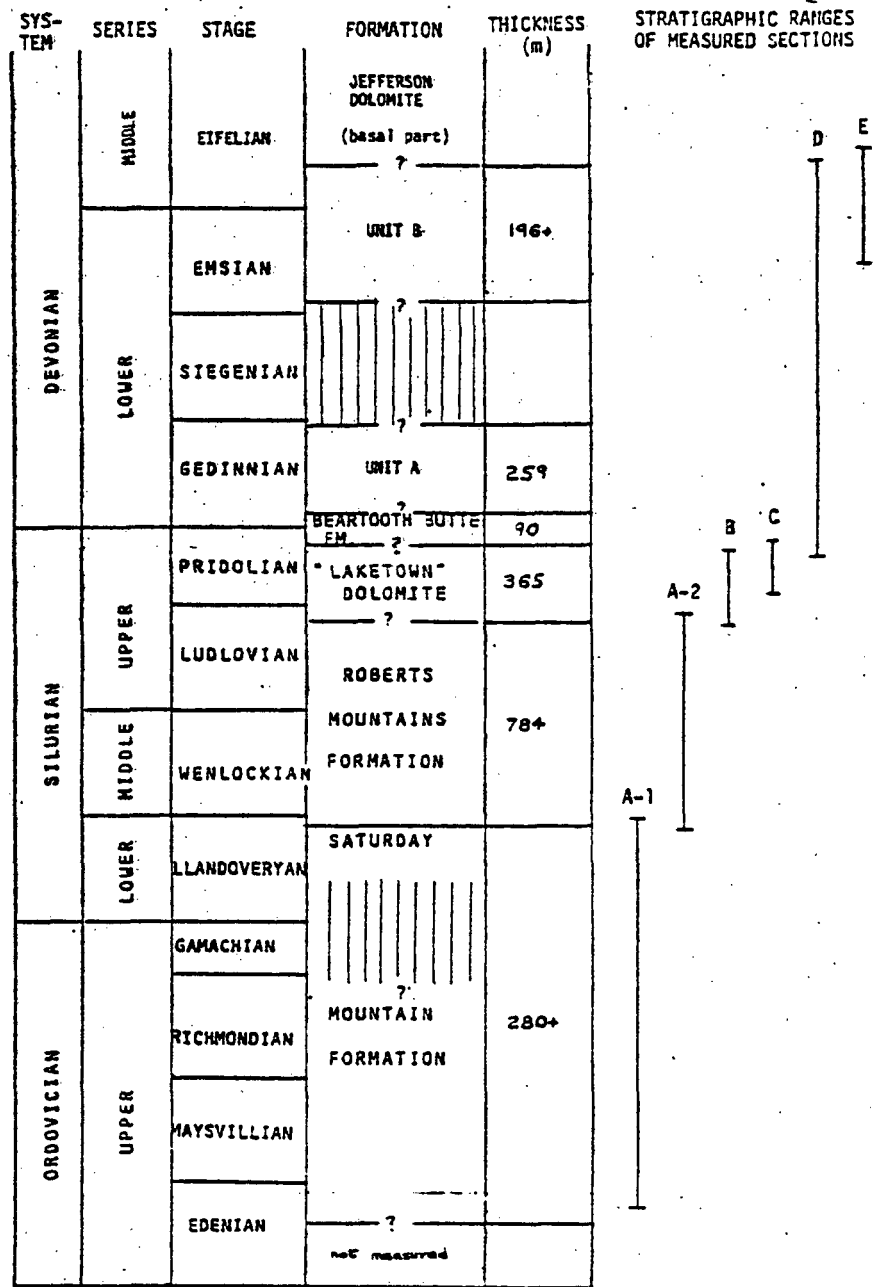 SYS-
TEM
SERIES
STAGE
FORMATION
THICKNESS
(m)
STRATIGRAPHIC RANGES
OF MEASURED SECTIONS
DEVONIAN
MIDDLE
EIFELIAN
JEFFERSON
DOLOMITE
(basal part)
?
D
E
LOWER
EMSIAN
UNIT B
196+
?
SIEGENIAN
?
GEDINNIAN
UNIT A
259
?
BEARTOOTH BUTTE
FM.
90
?
B
C
SILURIAN
UPPER
PRIDOLIAN
"LAKETOWN"
DOLOMITE
365
?
A-2
LUDLOVIAN
ROBERTS
MOUNTAINS
FORMATION
784
MIDDLE
WENLOCKIAN
A-1
LOWER
LLANDOVERYAN
SATURDAY
ORDOVICIAN
UPPER
GAMACHIAN
?
MOUNTAIN
FORMATION
280+
RICHMONDIAN
MAYSVILLIAN
EDENIAN
?
not measured